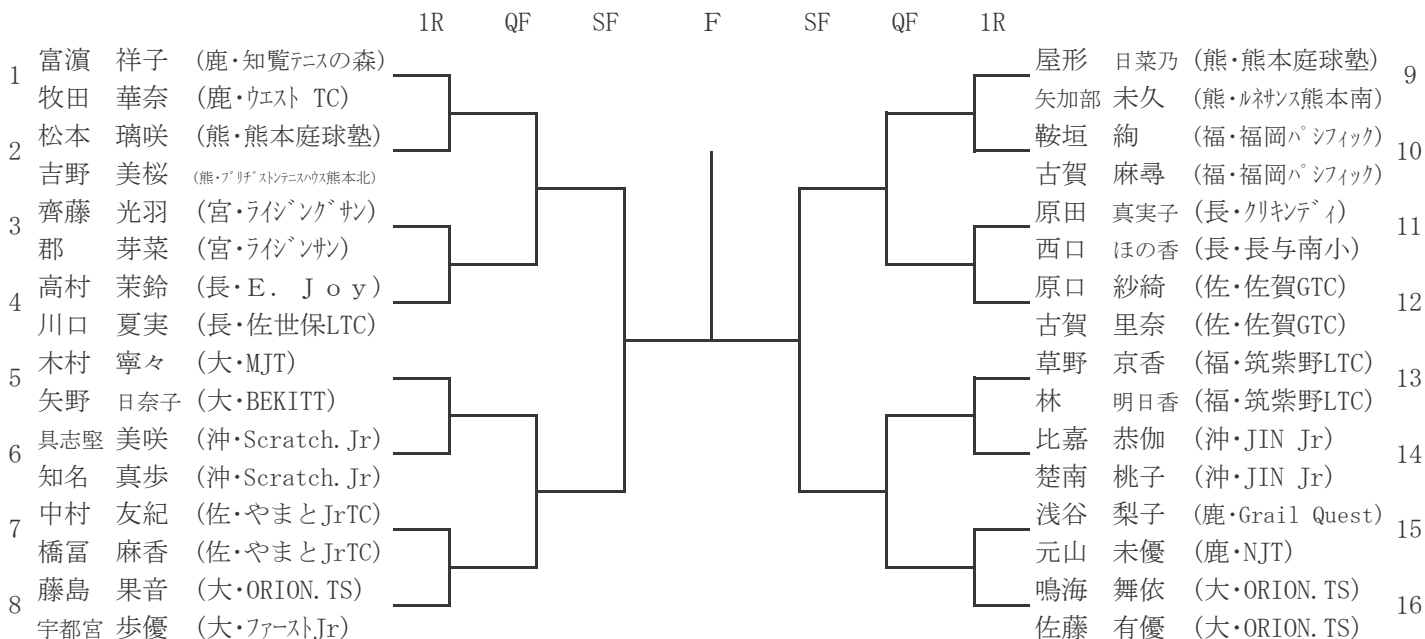 1R QF SF F SF QF 1R
1 富濵 祥子 (鹿・知覧テニスの森)
牧田 華奈 (鹿・ウエスト TC)
2 松本 璃咲 (熊・熊本庭球塾)
吉野 美桜 (熊・ブリヂストンテニスハウス熊本北)
3 齊藤 光羽 (宮・ライジングサン)
郡 芽菜 (宮・ライジンサン)
4 高村 茉鈴 (長・E. Joy)
川口 夏実 (長・佐世保LTC)
5 木村 寧々 (大・MJT)
矢野 日奈子 (大・BEKITT)
6 具志堅 美咲 (沖・Scratch.Jr)
知名 真歩 (沖・Scratch.Jr)
7 中村 友紀 (佐・やまとJrTC)
橋冨 麻香 (佐・やまとJrTC)
8 藤島 果音 (大・ORION.TS)
宇都宮 歩優 (大・ファーストJr)
屋形 日菜乃 (熊・熊本庭球塾) 9
矢加部 未久 (熊・ルネサンス熊本南)
鞍垣 絢 (福・福岡パシフィック) 10
古賀 麻尋 (福・福岡パシフィック)
原田 真実子 (長・クリキンディ) 11
西口 ほの香 (長・長与南小)
原口 紗綺 (佐・佐賀GTC) 12
古賀 里奈 (佐・佐賀GTC)
草野 京香 (福・筑紫野LTC) 13
林 明日香 (福・筑紫野LTC)
比嘉 恭伽 (沖・JIN Jr) 14
楚南 桃子 (沖・JIN Jr)
浅谷 梨子 (鹿・Grail Quest) 15
元山 未優 (鹿・NJT)
鳴海 舞依 (大・ORION.TS) 16
佐藤 有優 (大・ORION.TS)